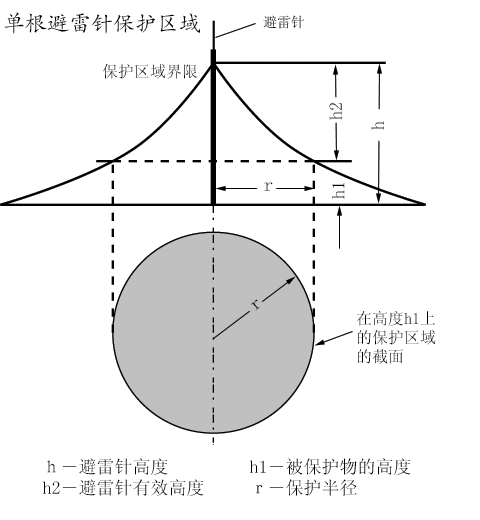 单根避雷针保护区域
避雷针
保护区域界限
h2
h
r
h1
r
在高度h1上
的保护区域
的截面
h－避雷针高度
h1－被保护物的高度
h2－避雷针有效高度
r－保护半径